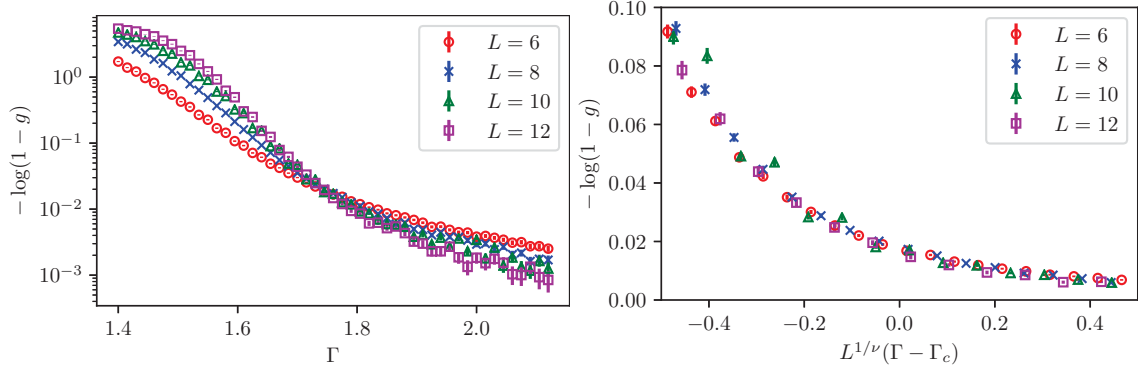 − log(1 − g)
10⁰
10⁻¹
10⁻²
10⁻³
1.4
1.6
1.8
2.0
Γ
L = 6
L = 8
L = 10
L = 12
− log(1 − g)
0.10
0.08
0.06
0.04
0.02
0.00
−0.4
−0.2
0.0
0.2
0.4
L^{1/ν}(Γ − Γ_c)
L = 6
L = 8
L = 10
L = 12